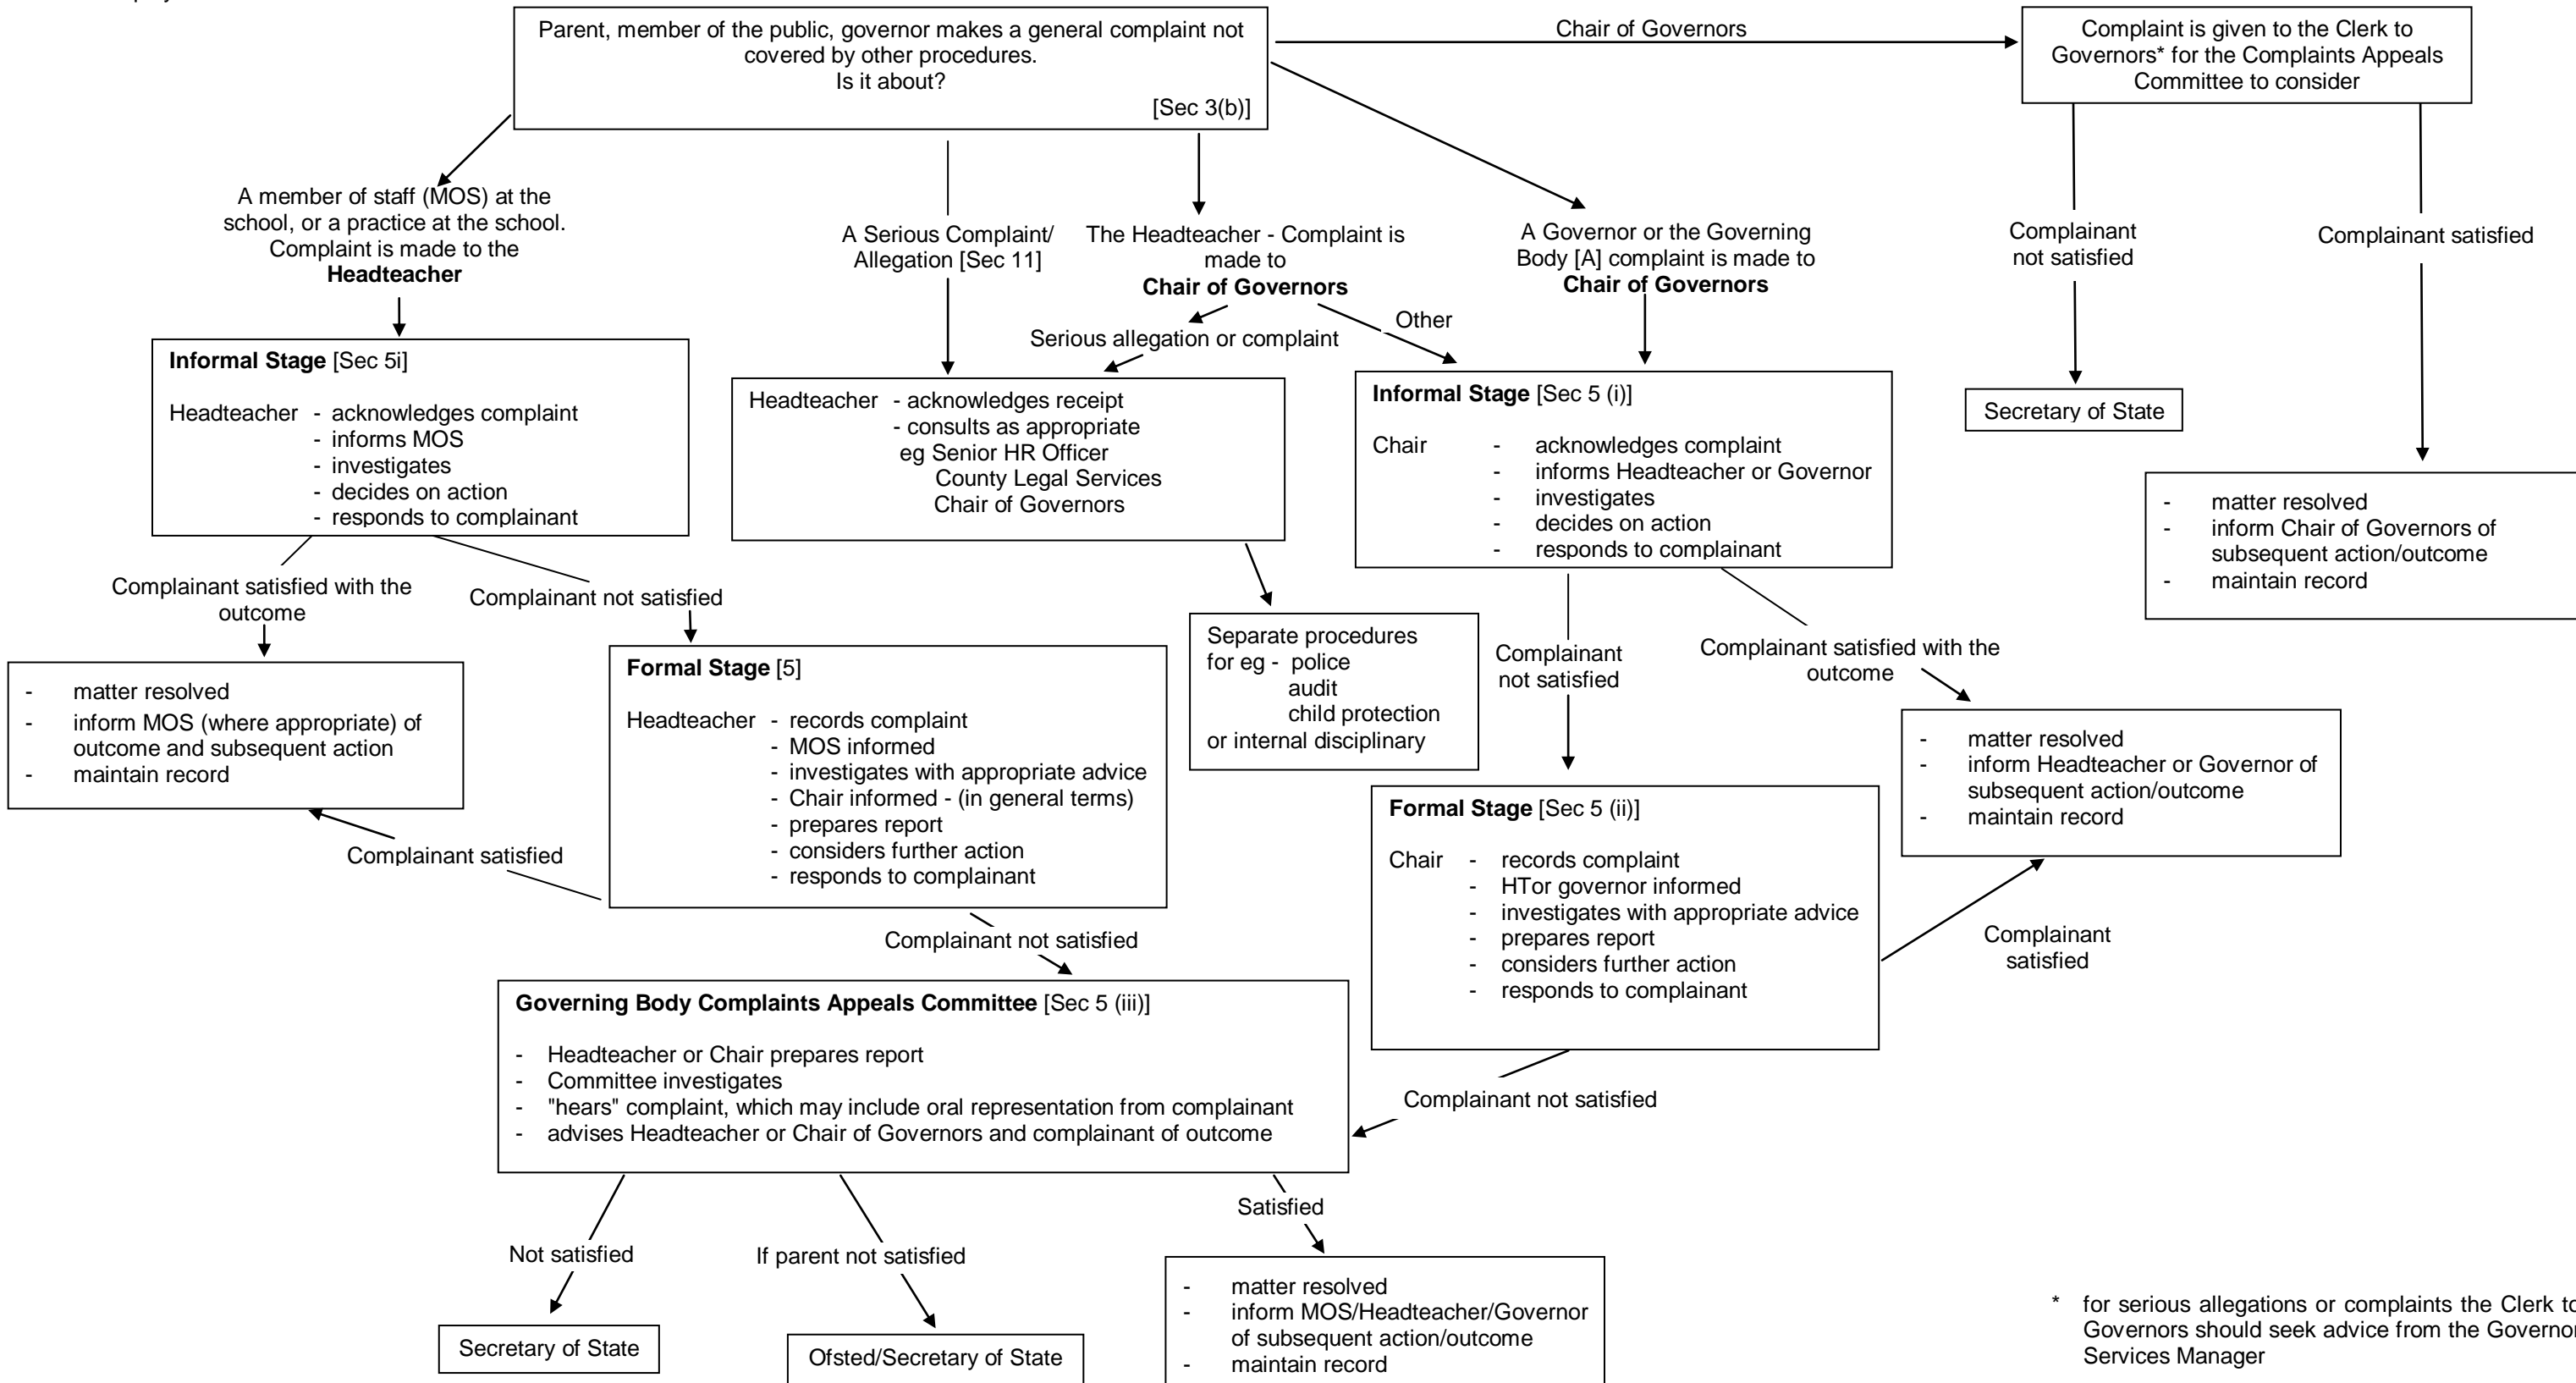 Parent, member of the public, governor makes a general complaint not
covered by other procedures.
Is it about?
[Sec 3(b)]
Chair of Governors
Complaint is given to the Clerk to
Governors* for the Complaints Appeals
Committee to consider
A member of staff (MOS) at the
school, or a practice at the school.
Complaint is made to the
Headteacher
A Serious Complaint/
Allegation [Sec 11]
The Headteacher - Complaint is
made to
Chair of Governors
A Governor or the Governing
Body [A] complaint is made to
Chair of Governors
Complainant
not satisfied
Complainant satisfied
Serious allegation or complaint
Other
Informal Stage [Sec 5i]
Headteacher - acknowledges complaint
- informs MOS
- investigates
- decides on action
- responds to complainant
Headteacher - acknowledges receipt
- consults as appropriate
eg Senior HR Officer
County Legal Services
Chair of Governors
Informal Stage [Sec 5 (i)]
Chair - acknowledges complaint
- informs Headteacher or Governor
- investigates
- decides on action
- responds to complainant
Secretary of State
- matter resolved
- inform Chair of Governors of
subsequent action/outcome
- maintain record
Complainant satisfied with the
outcome
Complainant not satisfied
Separate procedures
for eg - police
audit
child protection
or internal disciplinary
Complainant
not satisfied
Complainant satisfied with the
outcome
- matter resolved
- inform MOS (where appropriate) of
outcome and subsequent action
- maintain record
Formal Stage [5]
Headteacher - records complaint
- MOS informed
- investigates with appropriate advice
- Chair informed - (in general terms)
- prepares report
- considers further action
- responds to complainant
- matter resolved
- inform Headteacher or Governor of
subsequent action/outcome
- maintain record
Complainant satisfied
Formal Stage [Sec 5 (ii)]
Chair - records complaint
- HTor governor informed
- investigates with appropriate advice
- prepares report
- considers further action
- responds to complainant
Complainant
satisfied
Complainant not satisfied
Governing Body Complaints Appeals Committee [Sec 5 (iii)]
- Headteacher or Chair prepares report
- Committee investigates
- "hears" complaint, which may include oral representation from complainant
- advises Headteacher or Chair of Governors and complainant of outcome
Complainant not satisfied
Not satisfied
If parent not satisfied
Satisfied
Secretary of State
Ofsted/Secretary of State
- matter resolved
- inform MOS/Headteacher/Governor
of subsequent action/outcome
- maintain record
* for serious allegations or complaints the Clerk to
Governors should seek advice from the Governor
Services Manager